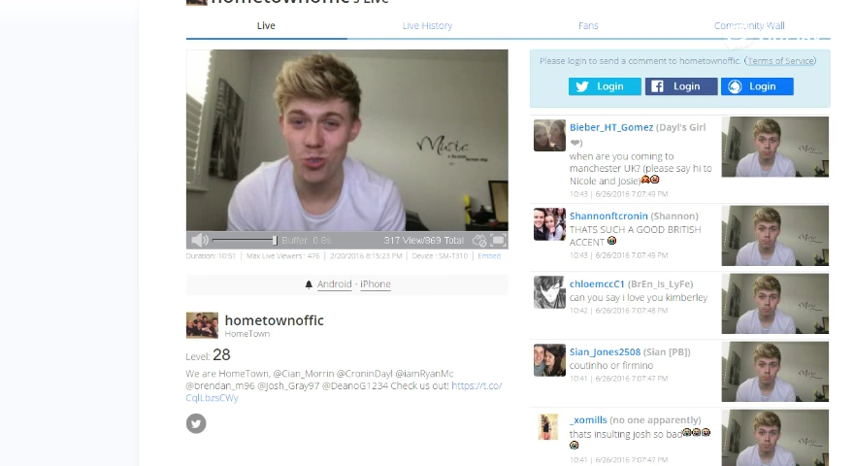 hometownoffic's Live
Live
Live History
Fans
Community Wall
Please login to send a comment to hometownoffic. (Terms of Service)
Login
Login
Login
Music
Buffer 0.8s
317 View/869 Total
Duration: 10:51 | Max Live Viewers : 476 | 2/20/2016 8:15:23 PM | Device : SM-T310 | Embed
Android - iPhone
hometownoffic
HomeTown
Level: 28
We are HomeTown, @Cian_Morrin @CroninDayl @iamRyanMc
@brendan_m96 @Josh_Gray97 @DeanoG1234 Check us out! https://t.co/
CqlLbzsCWy
Bieber_HT_Gomez (Dayl's Girl
❤)
when are you coming to
manchester UK? (please say hi to
Nicole and Josie)
10:43 | 6/26/2016 7:07:49 PM
Shannonftcronin (Shannon)
THATS SUCH A GOOD BRITISH
ACCENT
10:43 | 6/26/2016 7:07:49 PM
chloemccC1 (BrEn_is_LyFe)
can you say i love you kimberley
10:42 | 6/26/2016 7:07:48 PM
Sian_Jones2508 (Sian [PB])
coutinho or firmino
10:41 | 6/26/2016 7:07:47 PM
_xomills (no one apparently)
thats insulting josh so bad
10:41 | 6/26/2016 7:07:47 PM